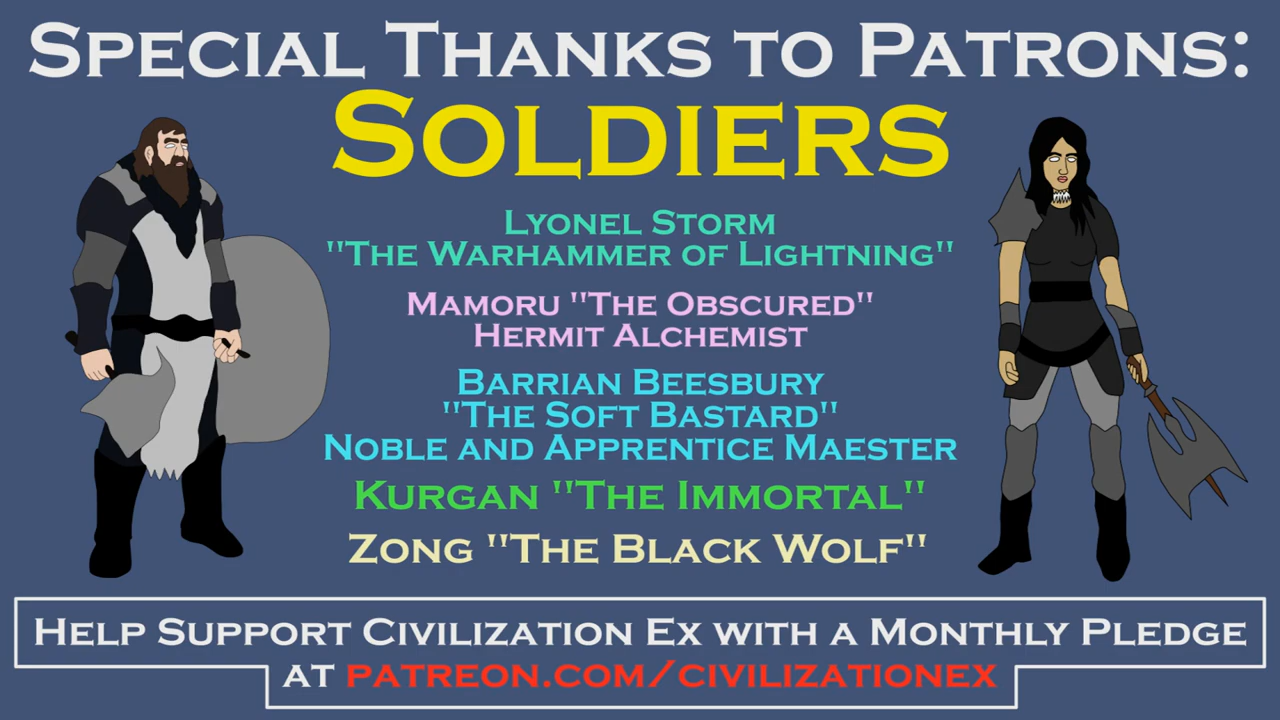 Special Thanks to Patrons:
Soldiers
Lyonel Storm
"The Warhammer of Lightning"
Mamoru "The Obscured"
Hermit Alchemist
Barrian Beesbury
"The Soft Bastard"
Noble and Apprentice Maester
Kurgan "The Immortal"
Zong "The Black Wolf"
Help Support Civilization Ex with a Monthly Pledge
at patreon.com/civilizationex